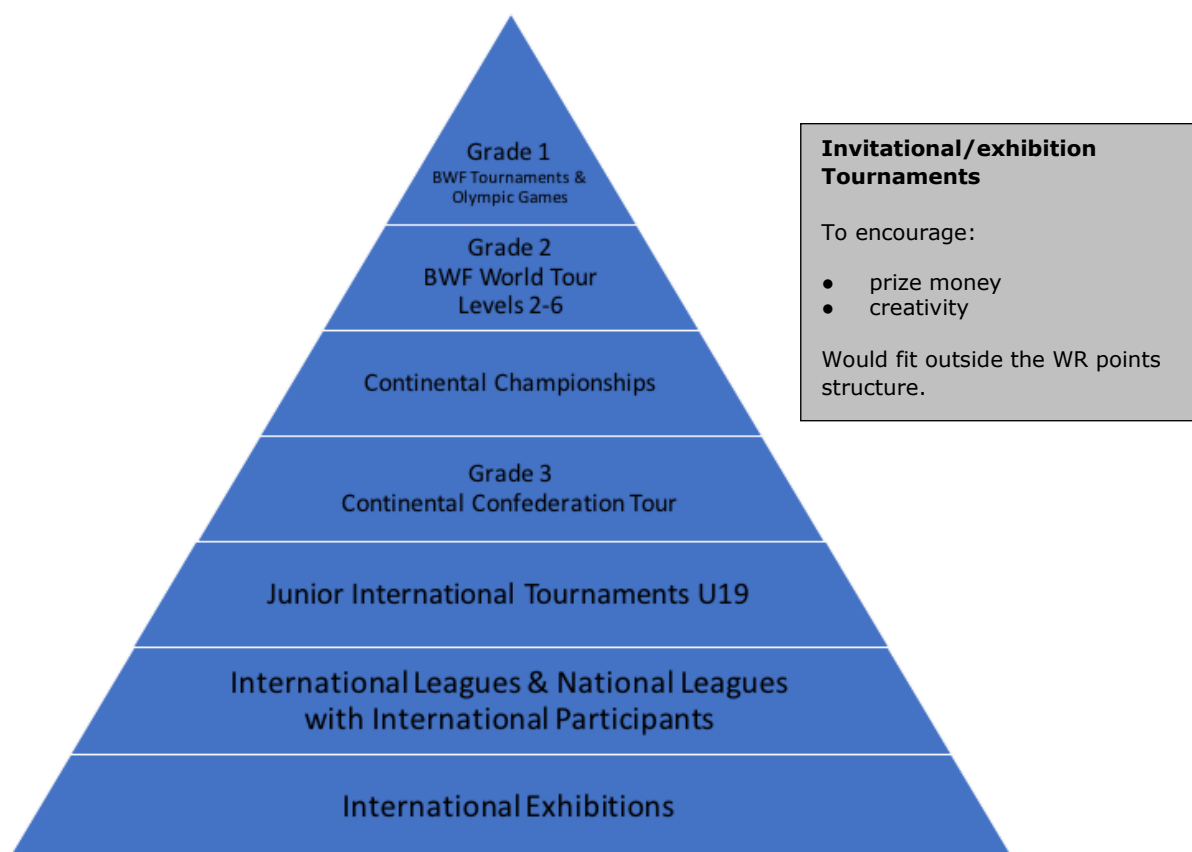 Grade 1
BWF Tournaments &
Olympic Games
Grade 2
BWF World Tour
Levels 2-6
Continental Championships
Grade 3
Continental Confederation Tour
Junior International Tournaments U19
International Leagues & National Leagues
with International Participants
International Exhibitions
Invitational/exhibition
Tournaments
To encourage:
● prize money
● creativity
Would fit outside the WR points
structure.